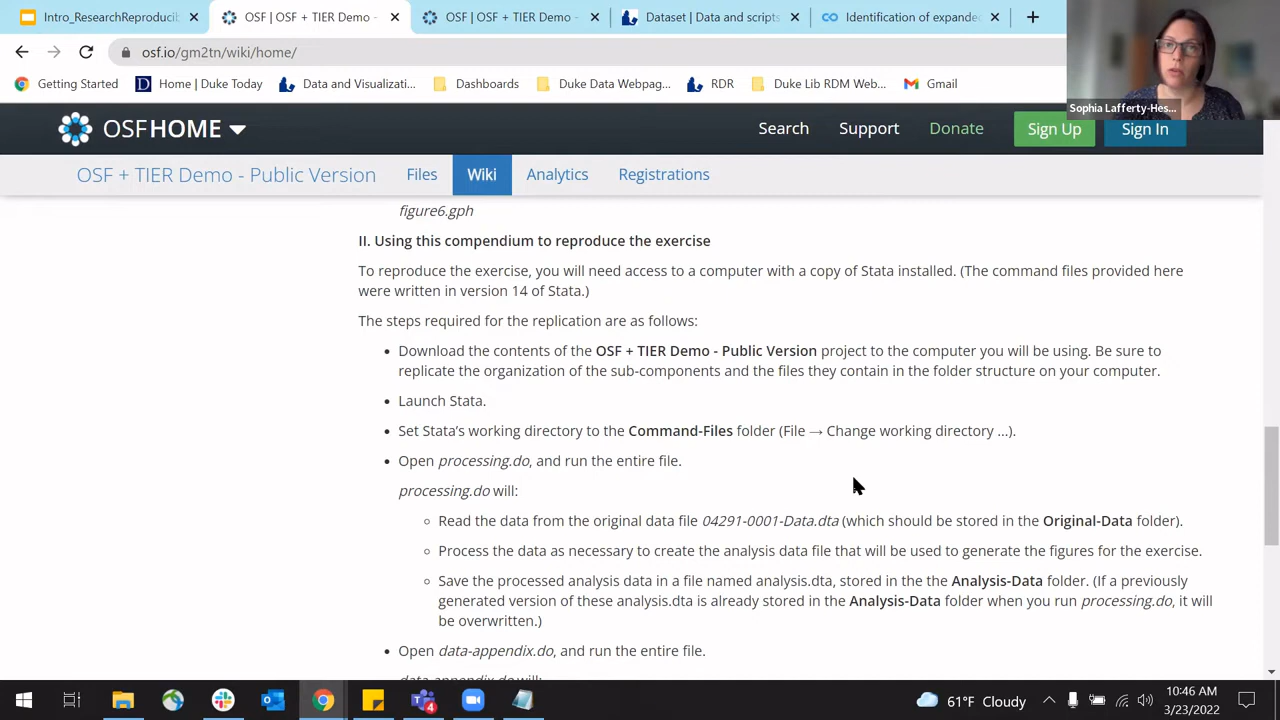 Intro_ResearchReproducib
OSF | OSF + TIER Demo -
OSF | OSF + TIER Demo -
Dataset | Data and scripts
Identification of expanded
osf.io/gm2tn/wiki/home/
Getting Started
Home | Duke Today
Data and Visualizati...
Dashboards
Duke Data Webpag...
RDR
Duke Lib RDM Web...
Gmail
Sophia Lafferty-Hes...
OSFHOME
Search
Support
Donate
Sign Up
Sign In
OSF + TIER Demo - Public Version
Files
Wiki
Analytics
Registrations
figure6.gph
II. Using this compendium to reproduce the exercise
To reproduce the exercise, you will need access to a computer with a copy of Stata installed. (The command files provided here
were written in version 14 of Stata.)
The steps required for the replication are as follows:
Download the contents of the OSF + TIER Demo - Public Version project to the computer you will be using. Be sure to
replicate the organization of the sub-components and the files they contain in the folder structure on your computer.
Launch Stata.
Set Stata's working directory to the Command-Files folder (File → Change working directory ...).
Open processing.do, and run the entire file.
processing.do will:
Read the data from the original data file 04291-0001-Data.dta (which should be stored in the Original-Data folder).
Process the data as necessary to create the analysis data file that will be used to generate the figures for the exercise.
Save the processed analysis data in a file named analysis.dta, stored in the the Analysis-Data folder. (If a previously
generated version of these analysis.dta is already stored in the Analysis-Data folder when you run processing.do, it will
be overwritten.)
Open data-appendix.do, and run the entire file.
data-appendix.do will:
4
61°F Cloudy
10:46 AM
3/23/2022